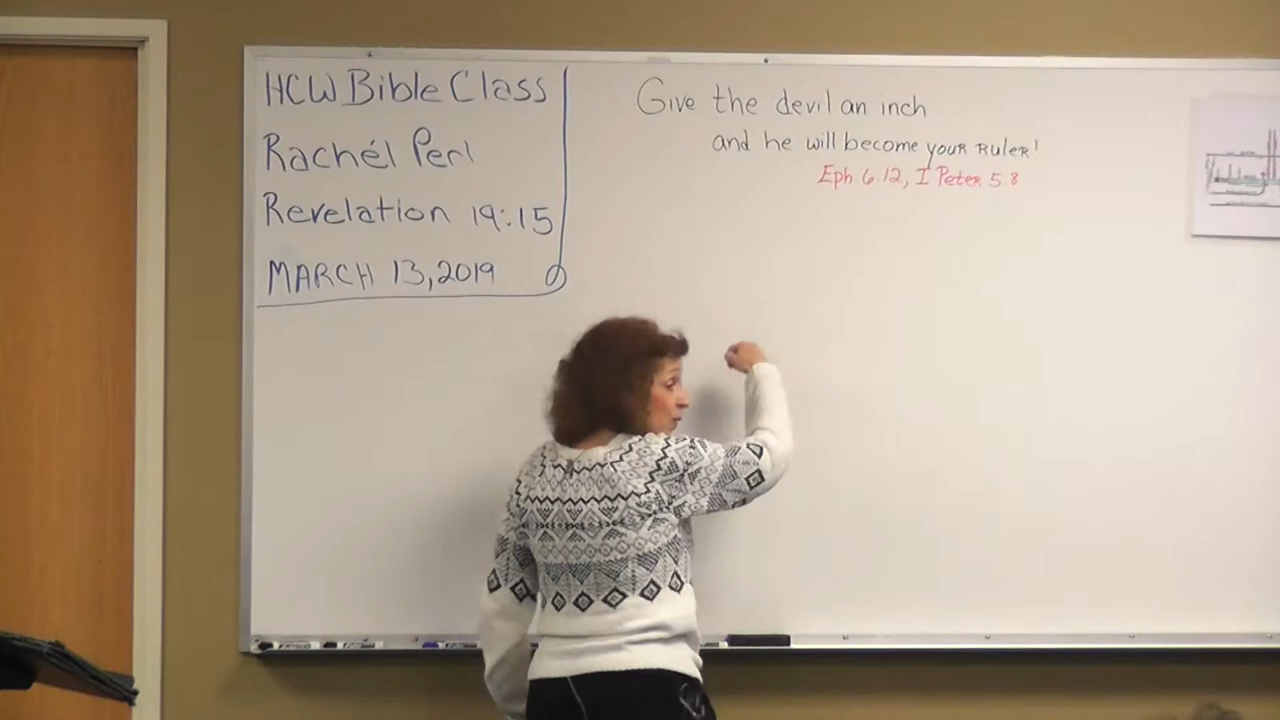 HCW Bible Class
Rachél Perl
Revelation 19:15
MARCH 13, 2019
Give the devil an inch
and he will become your RULER!
Eph 6.12, I Peter 5.8